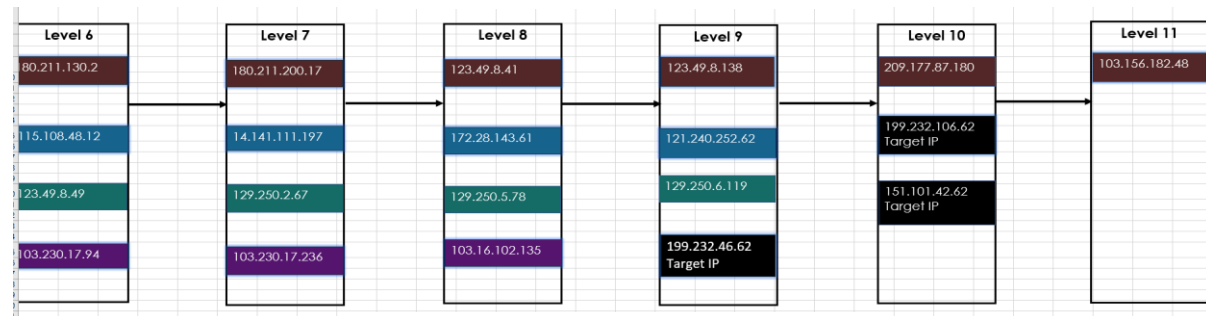 Level 6
180.211.130.2
115.108.48.12
123.49.8.49
103.230.17.94
Level 7
180.211.200.17
14.141.111.197
129.250.2.67
103.230.17.236
Level 8
123.49.8.41
172.28.143.61
129.250.5.78
103.16.102.135
Level 9
123.49.8.138
121.240.252.62
129.250.6.119
199.232.46.62
Target IP
Level 10
209.177.87.180
199.232.106.62
Target IP
151.101.42.62
Target IP
Level 11
103.156.182.48